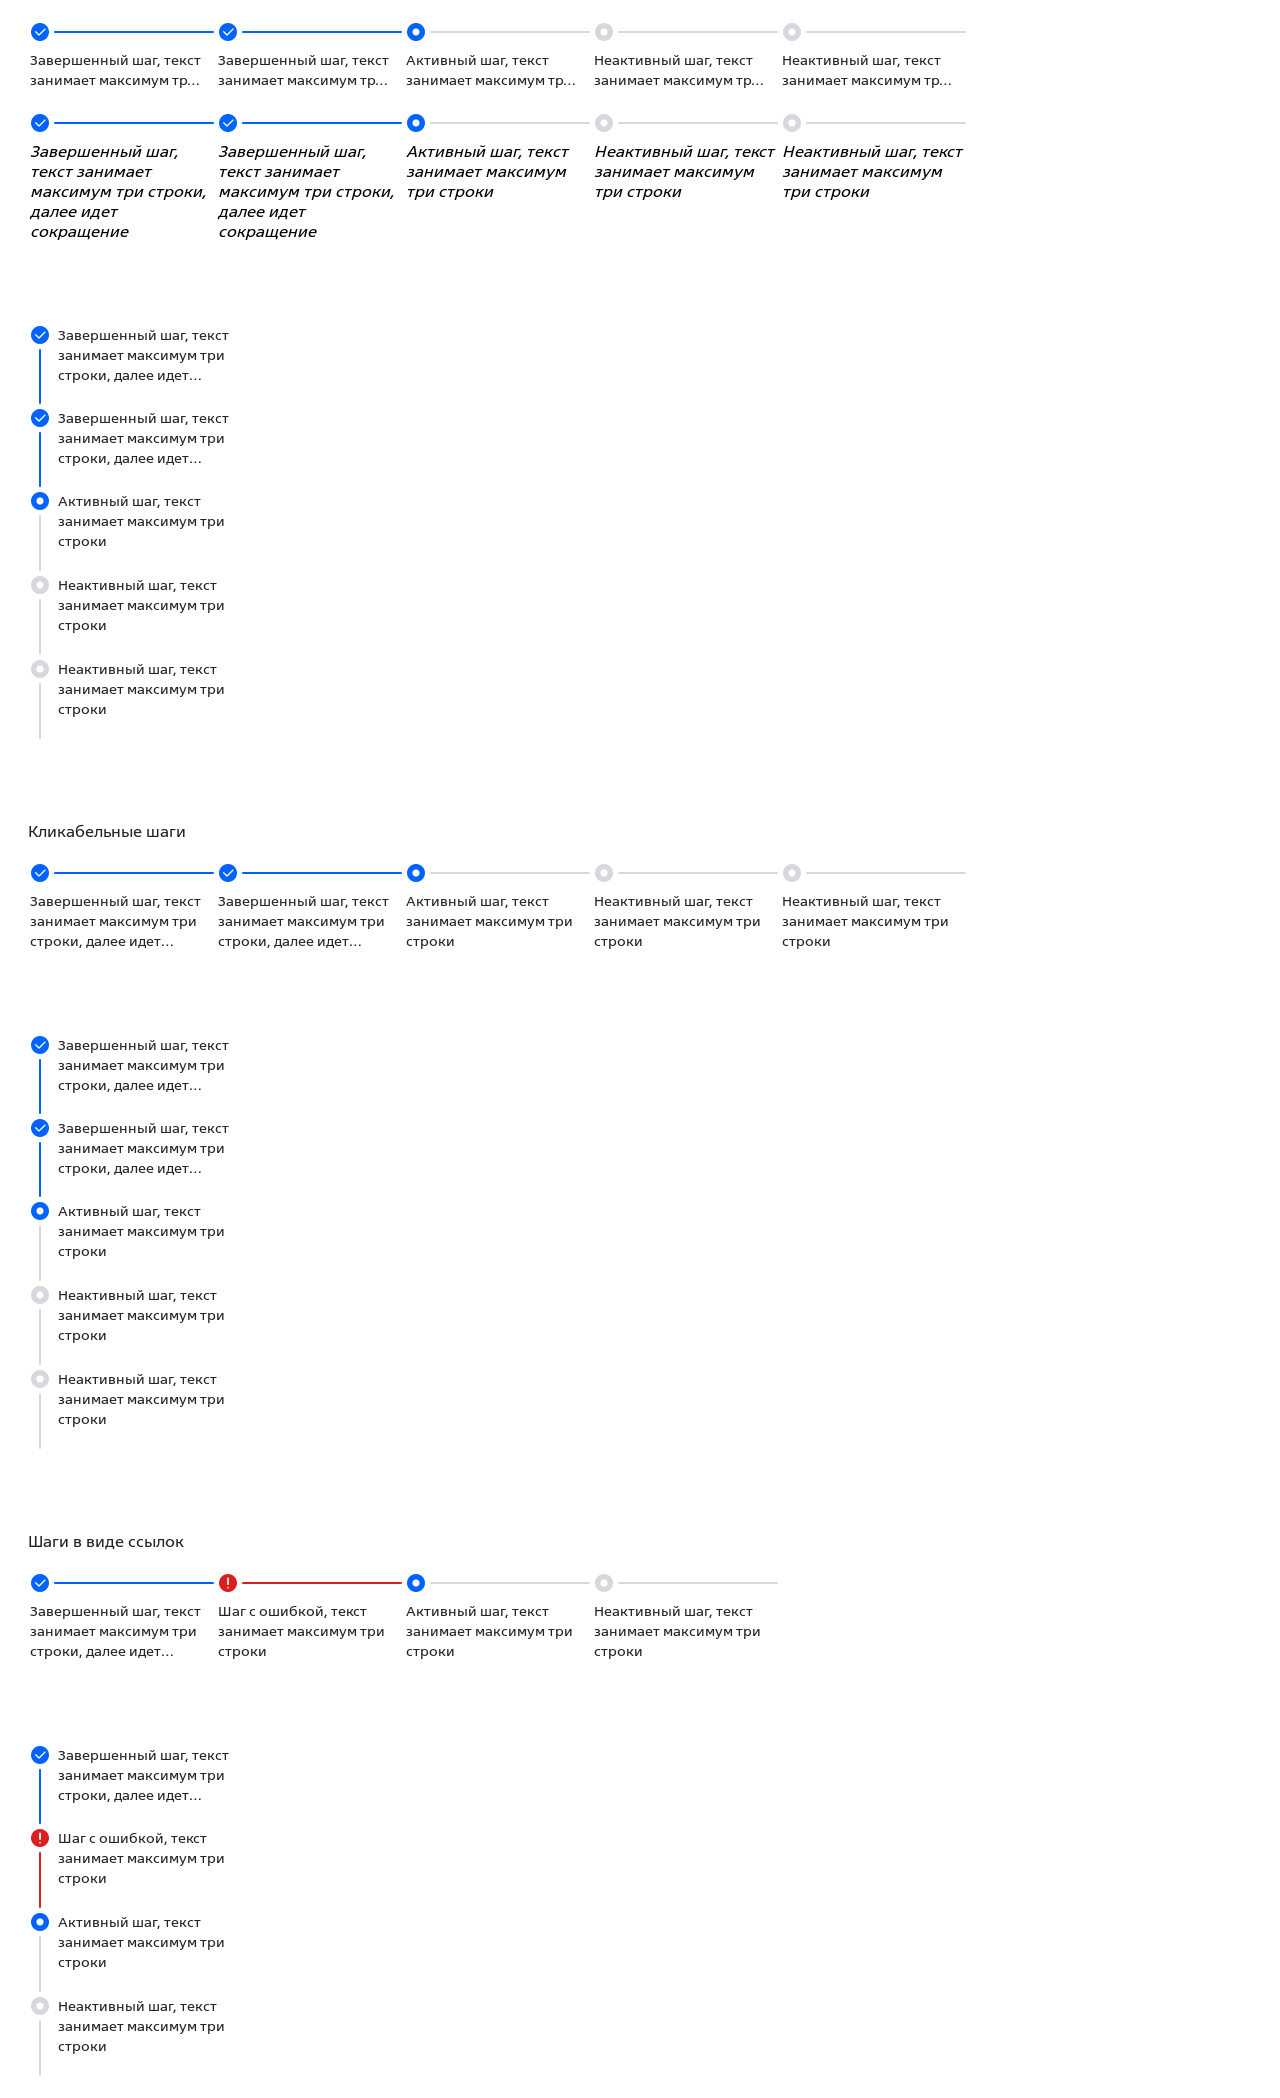 Завершенный шаг, текст
занимает максимум тр...
Завершенный шаг, текст
занимает максимум тр...
Активный шаг, текст
занимает максимум тр...
Неактивный шаг, текст
занимает максимум тр...
Неактивный шаг, текст
занимает максимум тр...
Завершенный шаг,
текст занимает
максимум три строки,
далее идет
сокращение
Завершенный шаг,
текст занимает
максимум три строки,
далее идет
сокращение
Активный шаг, текст
занимает максимум
три строки
Неактивный шаг, текст
занимает максимум
три строки
Неактивный шаг, текст
занимает максимум
три строки
Завершенный шаг, текст
занимает максимум три
строки, далее идет...
Завершенный шаг, текст
занимает максимум три
строки, далее идет...
Активный шаг, текст
занимает максимум три
строки
Неактивный шаг, текст
занимает максимум три
строки
Неактивный шаг, текст
занимает максимум три
строки
Кликабельные шаги
Завершенный шаг, текст
занимает максимум три
строки, далее идет...
Завершенный шаг, текст
занимает максимум три
строки, далее идет...
Активный шаг, текст
занимает максимум три
строки
Неактивный шаг, текст
занимает максимум три
строки
Неактивный шаг, текст
занимает максимум три
строки
Завершенный шаг, текст
занимает максимум три
строки, далее идет...
Завершенный шаг, текст
занимает максимум три
строки, далее идет...
Активный шаг, текст
занимает максимум три
строки
Неактивный шаг, текст
занимает максимум три
строки
Неактивный шаг, текст
занимает максимум три
строки
Шаги в виде ссылок
Завершенный шаг, текст
занимает максимум три
строки, далее идет...
Шаг с ошибкой, текст
занимает максимум три
строки
Активный шаг, текст
занимает максимум три
строки
Неактивный шаг, текст
занимает максимум три
строки
Завершенный шаг, текст
занимает максимум три
строки, далее идет...
Шаг с ошибкой, текст
занимает максимум три
строки
Активный шаг, текст
занимает максимум три
строки
Неактивный шаг, текст
занимает максимум три
строки